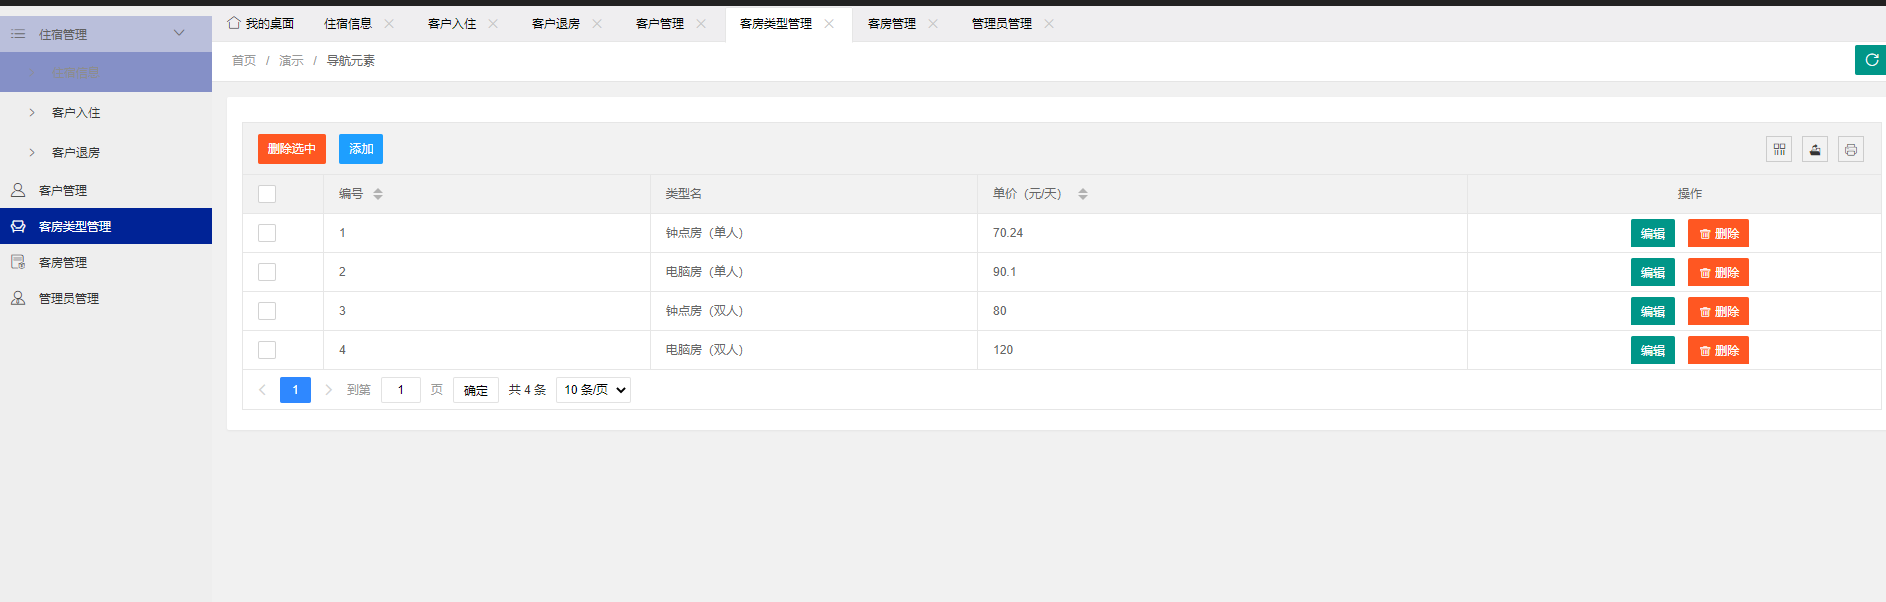 我的桌面 住宿信息 客户入住 客户退房 客户管理 客房类型管理 客房管理 管理员管理
住宿管理
住宿信息
客户入住
客户退房
客户管理
客房类型管理
客房管理
管理员管理
首页 / 演示 / 导航元素
删除选中 添加
编号 类型名 单价（元/天） 操作
1 钟点房（单人） 70.24 编辑 删除
2 电脑房（单人） 90.1 编辑 删除
3 钟点房（双人） 80 编辑 删除
4 电脑房（双人） 120 编辑 删除
1 到第 1 页 确定 共 4 条 10 条/页